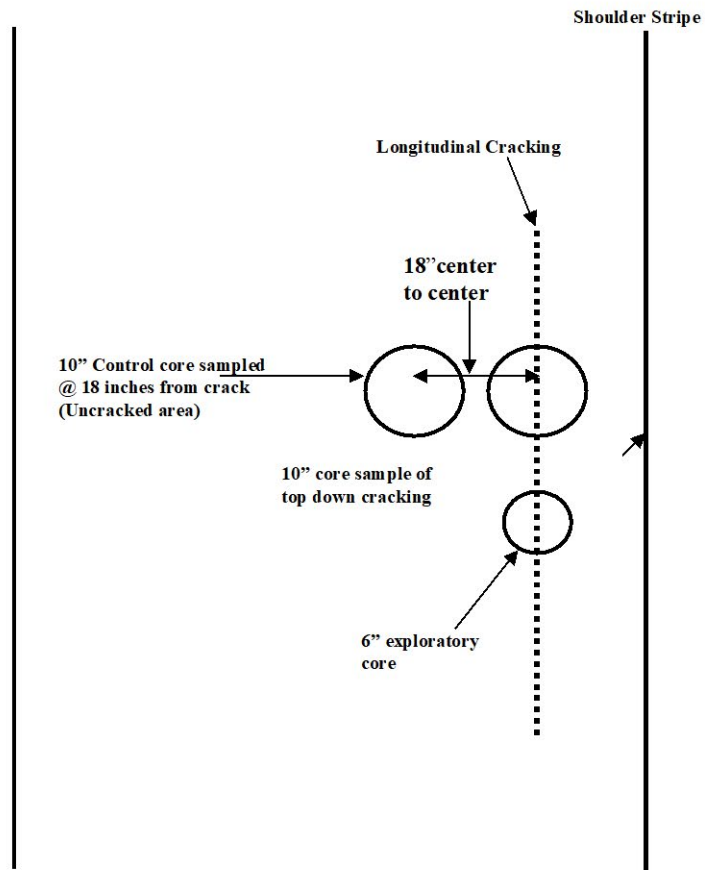 Shoulder Stripe
Longitudinal Cracking
18”center
to center
10” Control core sampled
@ 18 inches from crack
(Uncracked area)
10” core sample of
top down cracking
6” exploratory
core